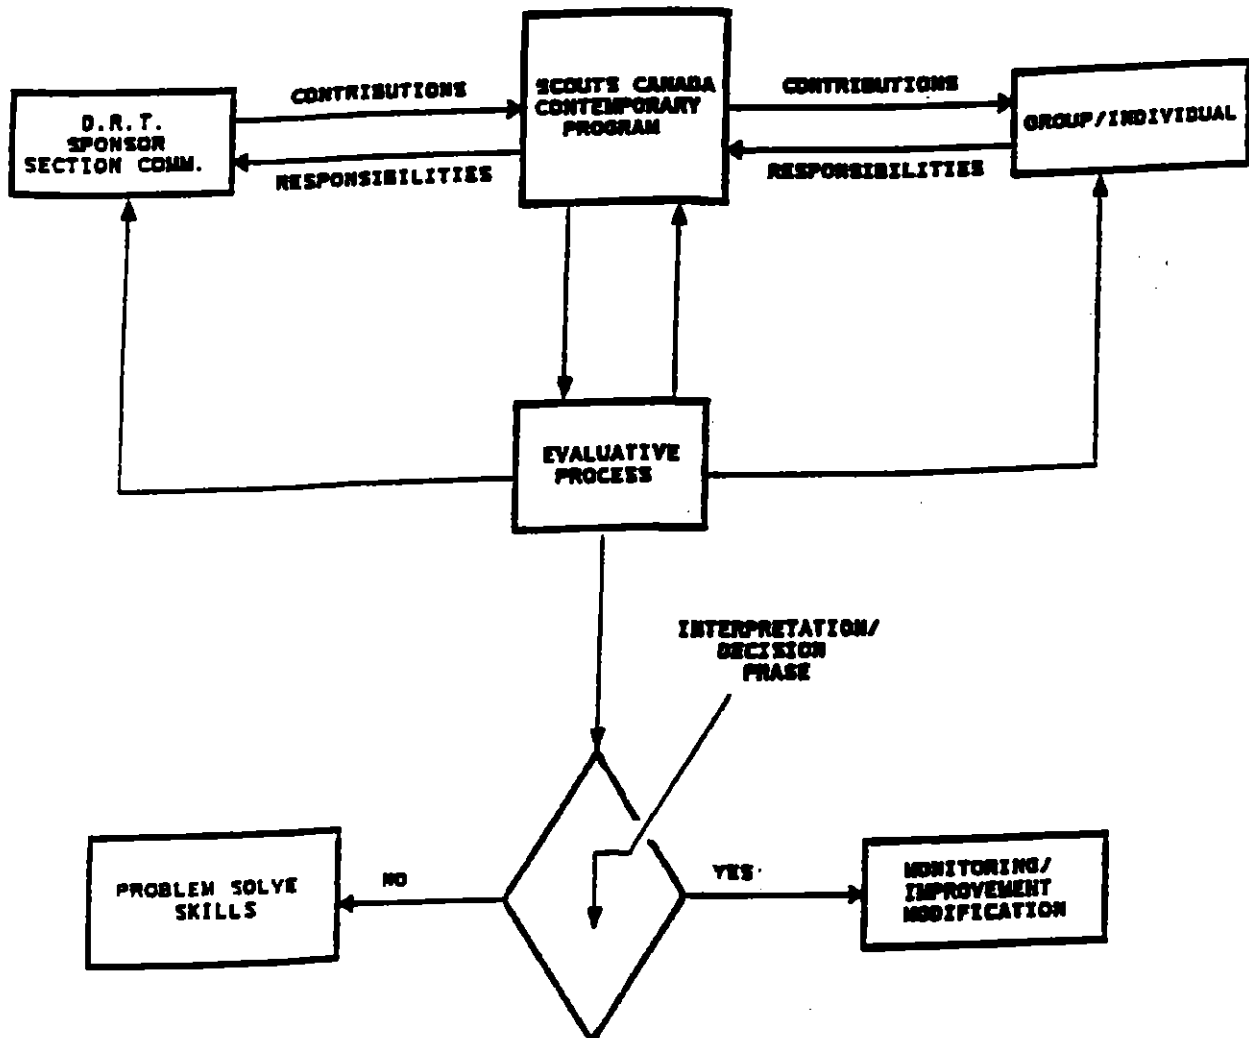 SCOUTS CANADA
CONTEMPORARY
PROGRAM
CONTRIBUTIONS
CONTRIBUTIONS
D.R.T.
SPONSOR
SECTION COMM.
GROUP/INDIVIDUAL
RESPONSIBILITIES
RESPONSIBILITIES
EVALUATIVE
PROCESS
INTERPRETATION/
DECISION
PHASE
PROBLEM SOLVE
SKILLS
NO
YES
MONITORING/
IMPROVEMENT
MODIFICATION